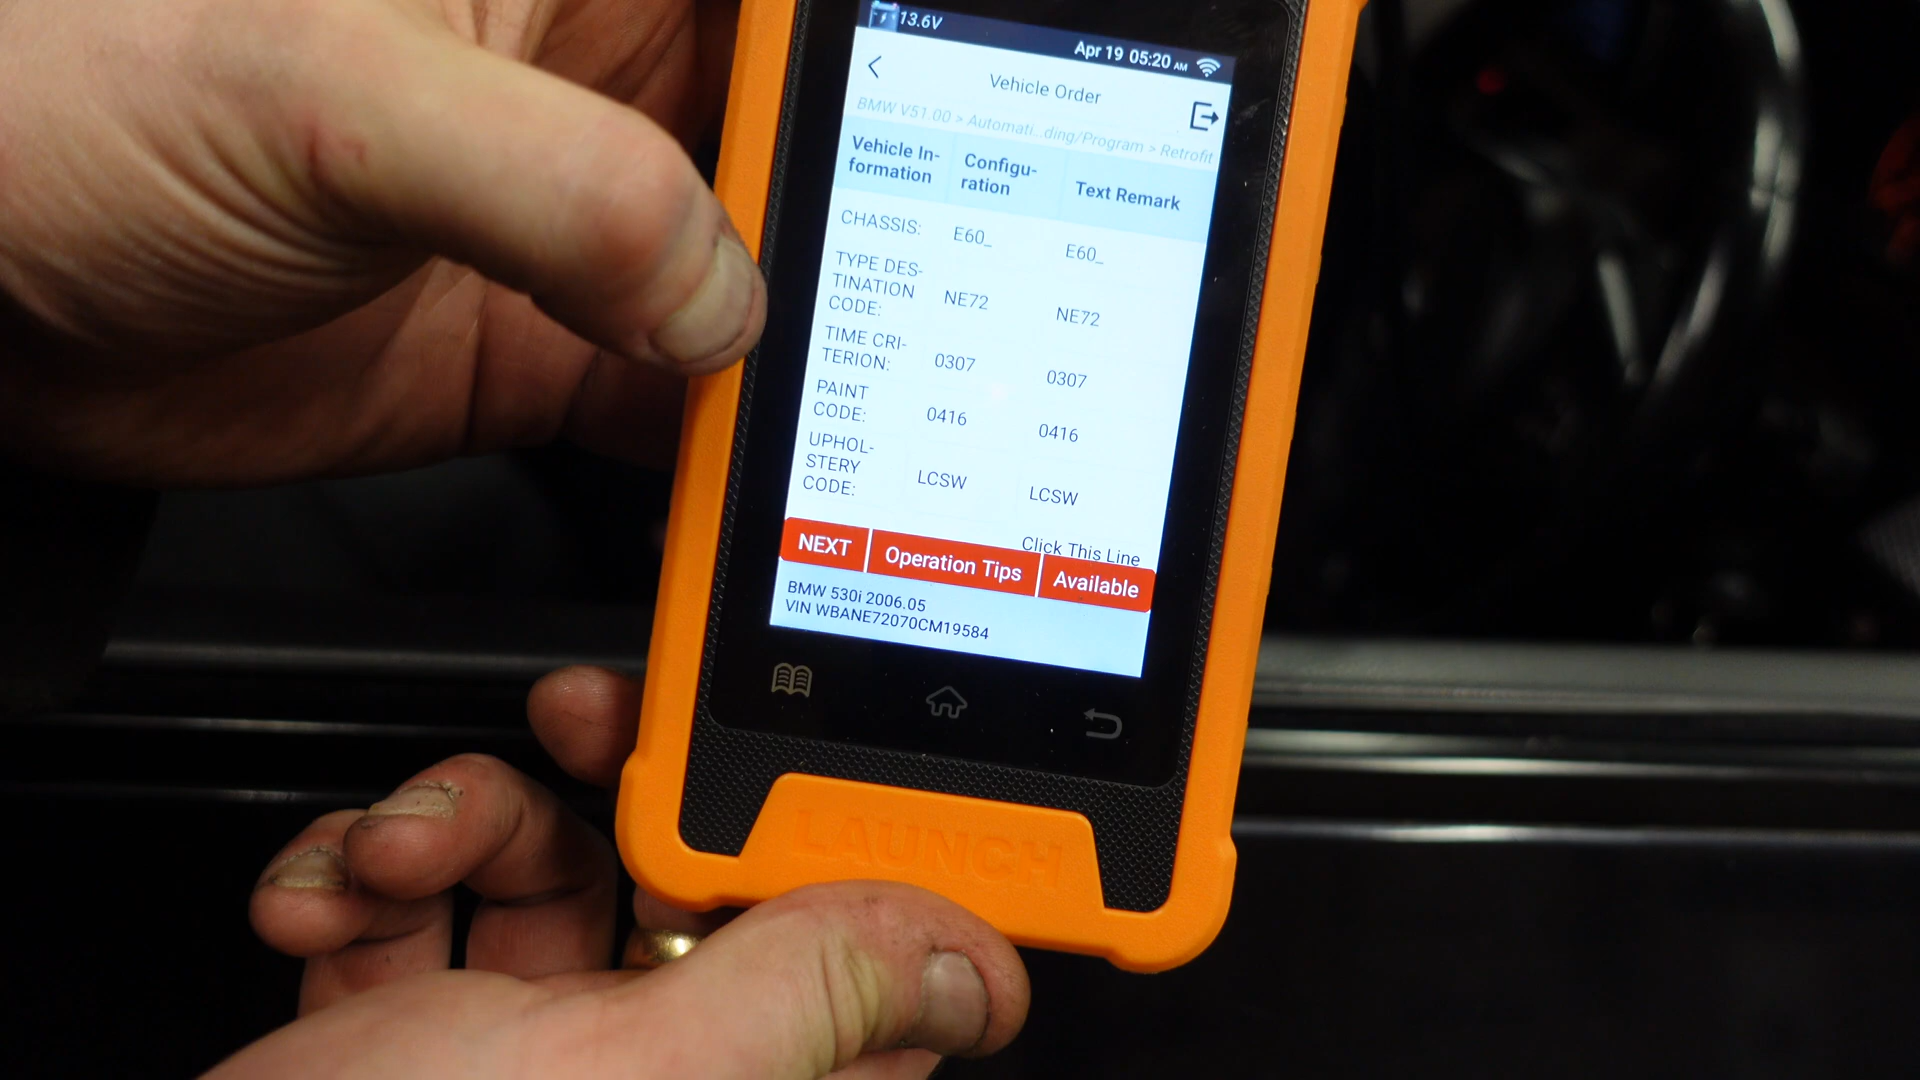 13.6V
Apr 19 05:20 AM
Vehicle Order
BMW V51.00 > Automati...ding/Program > Retrofit
Vehicle In-
formation
Configu-
ration
Text Remark
CHASSIS:
E60_
E60_
TYPE DES-
TINATION
CODE:
NE72
NE72
TIME CRI-
TERION:
0307
0307
PAINT
CODE:
0416
0416
UPHOL-
STERY
CODE:
LCSW
LCSW
Click This Line
NEXT
Operation Tips
Available
BMW 530i 2006.05
VIN WBANE72070CM19584
LAUNCH